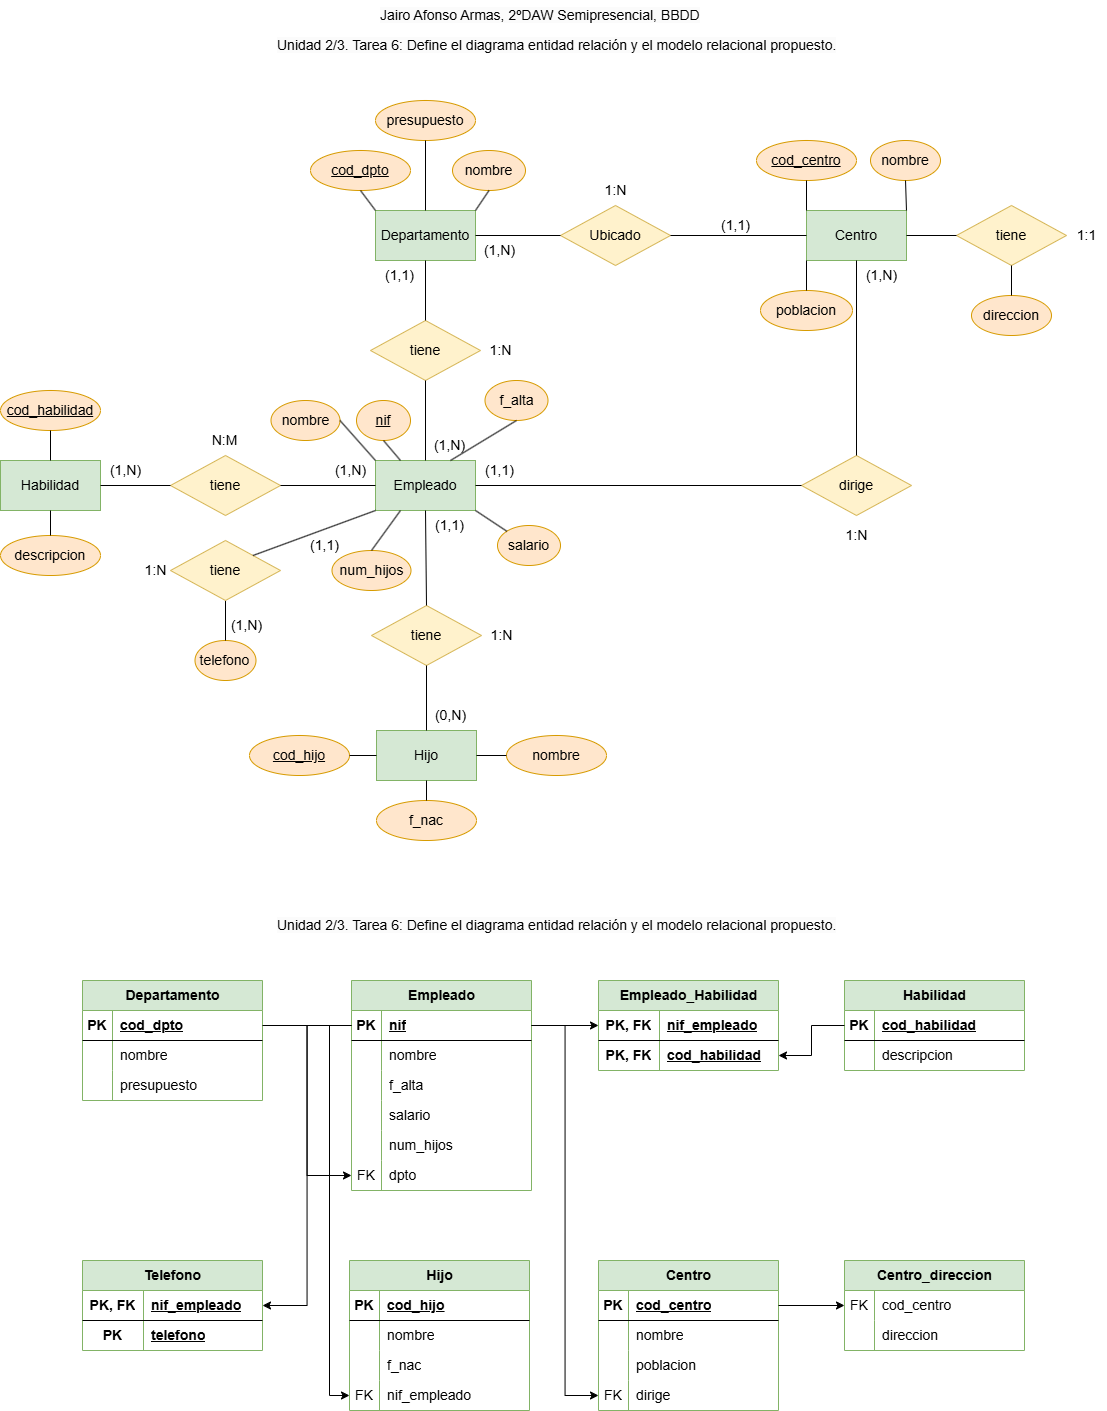 Jairo Afonso Armas, 2ºDAW Semipresencial, BBDD
Unidad 2/3. Tarea 6: Define el diagrama entidad relación y el modelo relacional propuesto.
presupuesto
cod_dpto
nombre
cod_centro
nombre
1:N
Departamento
Ubicado
(1,1)
Centro
tiene
1:1
(1,N)
(1,1)
(1,N)
poblacion
direccion
tiene
1:N
cod_habilidad
nombre
nif
f_alta
N:M
(1,N)
(1,N)
(1,N)
(1,1)
Habilidad
tiene
Empleado
dirige
(1,1)
1:N
descripcion
(1,1)
salario
1:N
tiene
num_hijos
(1,N)
tiene
1:N
telefono
(0,N)
cod_hijo
Hijo
nombre
f_nac
Unidad 2/3. Tarea 6: Define el diagrama entidad relación y el modelo relacional propuesto.
Departamento
PK cod_dpto
nombre
presupuesto
Empleado
PK nif
nombre
f_alta
salario
num_hijos
FK dpto
Empleado_Habilidad
PK, FK nif_empleado
PK, FK cod_habilidad
Habilidad
PK cod_habilidad
descripcion
Telefono
PK, FK nif_empleado
PK telefono
Hijo
PK cod_hijo
nombre
f_nac
FK nif_empleado
Centro
PK cod_centro
nombre
poblacion
FK dirige
Centro_direccion
FK cod_centro
direccion